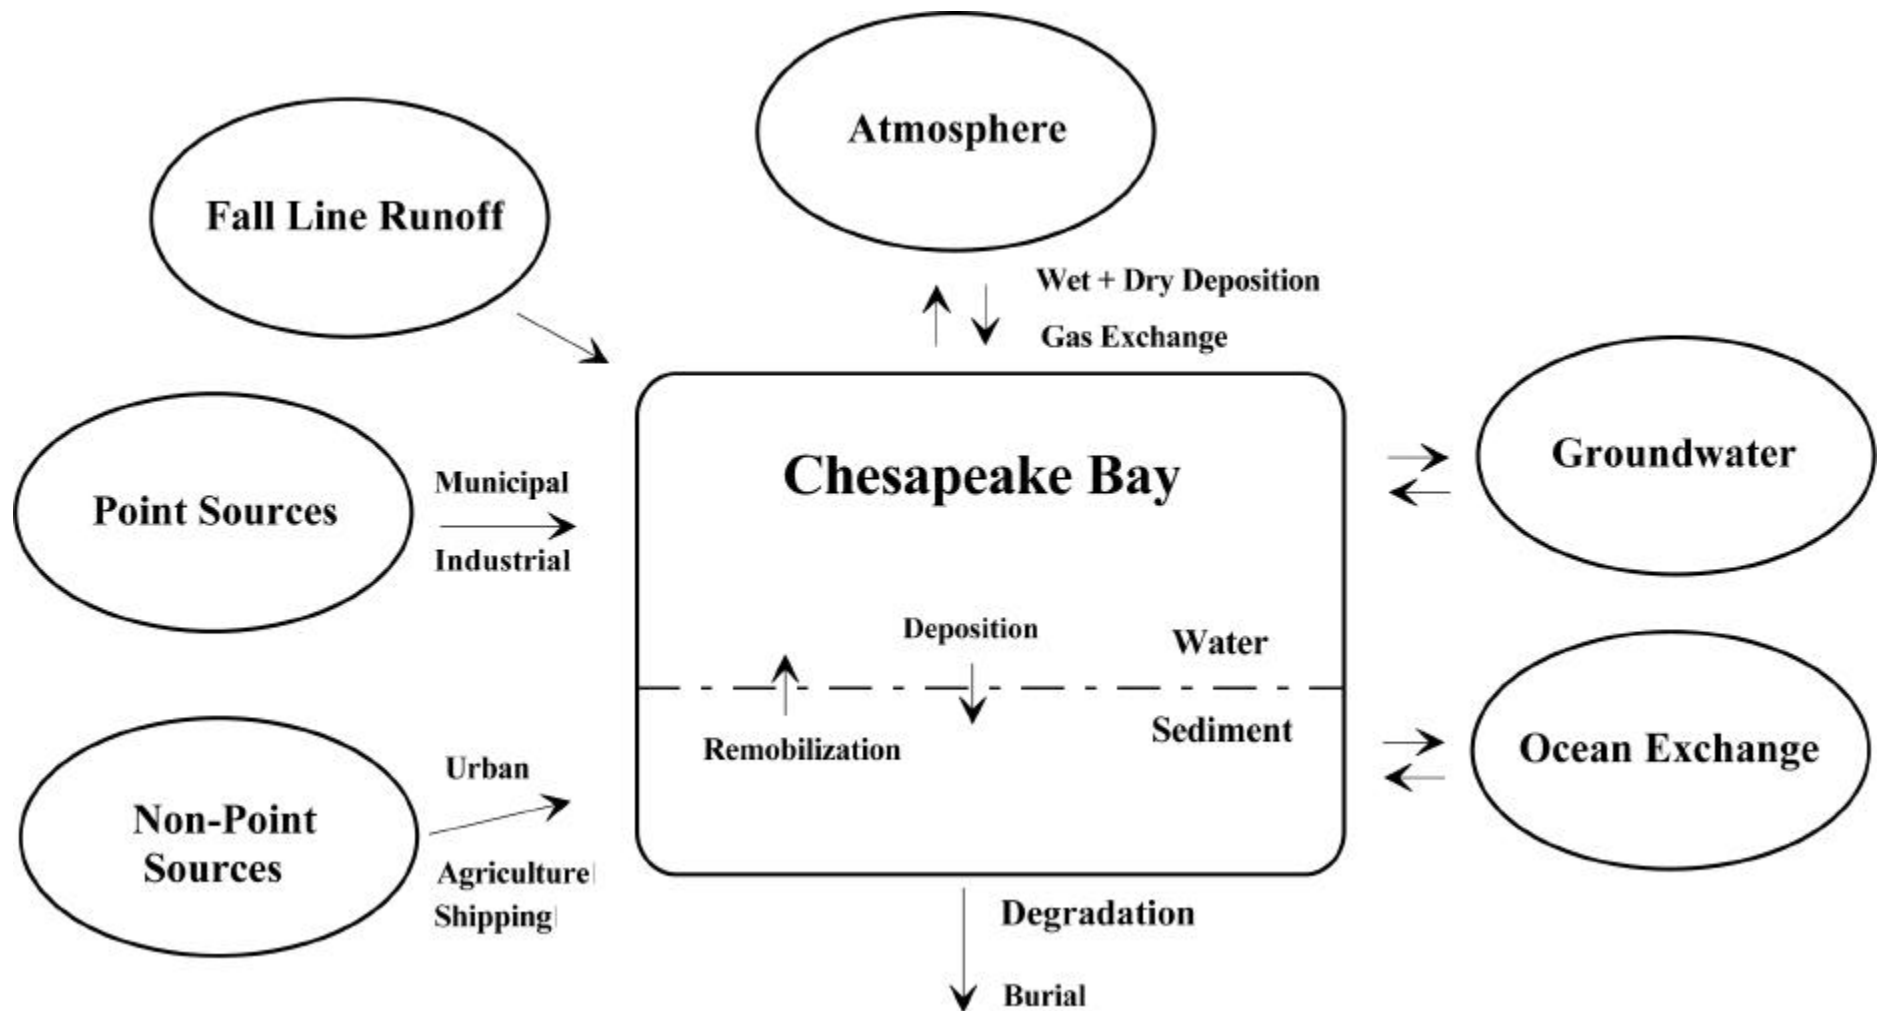 Atmosphere
Fall Line Runoff
Wet + Dry Deposition
Gas Exchange
Chesapeake Bay
Groundwater
Municipal
Point Sources
Industrial
Deposition
Water
Remobilization
Sediment
Ocean Exchange
Urban
Non-Point
Sources
Agriculture
Shipping
Degradation
Burial